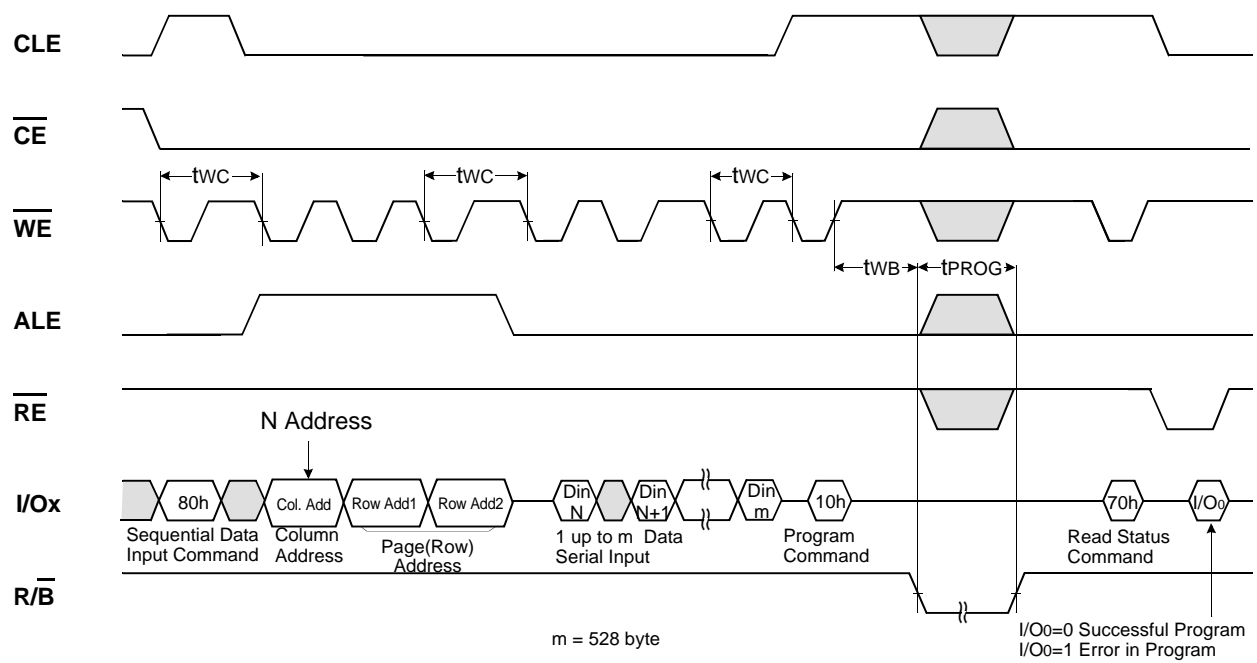 CLE
CE
tWC
tWC
tWC
WE
tWB
tPROG
ALE
RE
N Address
I/Ox
80h
Col. Add
Row Add1
Row Add2
Din
N
Din
N+1
Din
m
10h
70h
I/O0
Sequential Data
Input Command
Column
Address
Page(Row)
Address
1 up to m Data
Serial Input
Program
Command
Read Status
Command
R/B
m = 528 byte
I/O0=0 Successful Program
I/O0=1 Error in Program